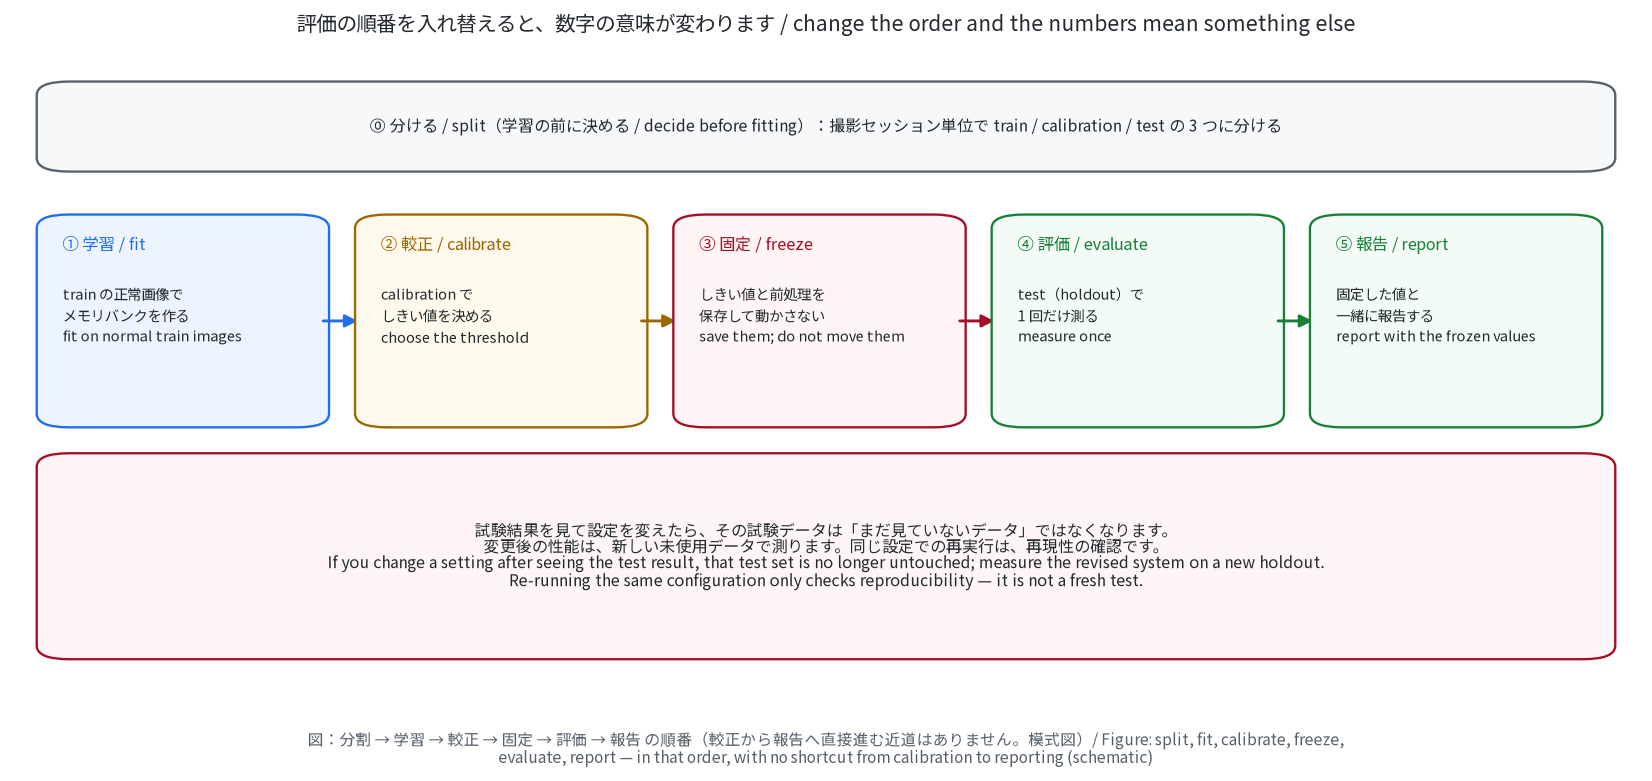 評価の順番を入れ替えると、数字の意味が変わります / change the order and the numbers mean something else
⓪ 分ける / split（学習の前に決める / decide before fitting）：撮影セッション単位で train / calibration / test の 3 つに分ける
① 学習 / fit
train の正常画像で
メモリバンクを作る
fit on normal train images
② 較正 / calibrate
calibration で
しきい値を決める
choose the threshold
③ 固定 / freeze
しきい値と前処理を
保存して動かさない
save them; do not move them
④ 評価 / evaluate
test（holdout）で
1 回だけ測る
measure once
⑤ 報告 / report
固定した値と
一緒に報告する
report with the frozen values
試験結果を見て設定を変えたら、その試験データは「まだ見ていないデータ」ではなくなります。
変更後の性能は、新しい未使用データで測ります。同じ設定での再実行は、再現性の確認です。
If you change a setting after seeing the test result, that test set is no longer untouched; measure the revised system on a new holdout.
Re-running the same configuration only checks reproducibility — it is not a fresh test.
図：分割 → 学習 → 較正 → 固定 → 評価 → 報告 の順番（較正から報告へ直接進む近道はありません。模式図）/ Figure: split, fit, calibrate, freeze,
evaluate, report — in that order, with no shortcut from calibration to reporting (schematic)